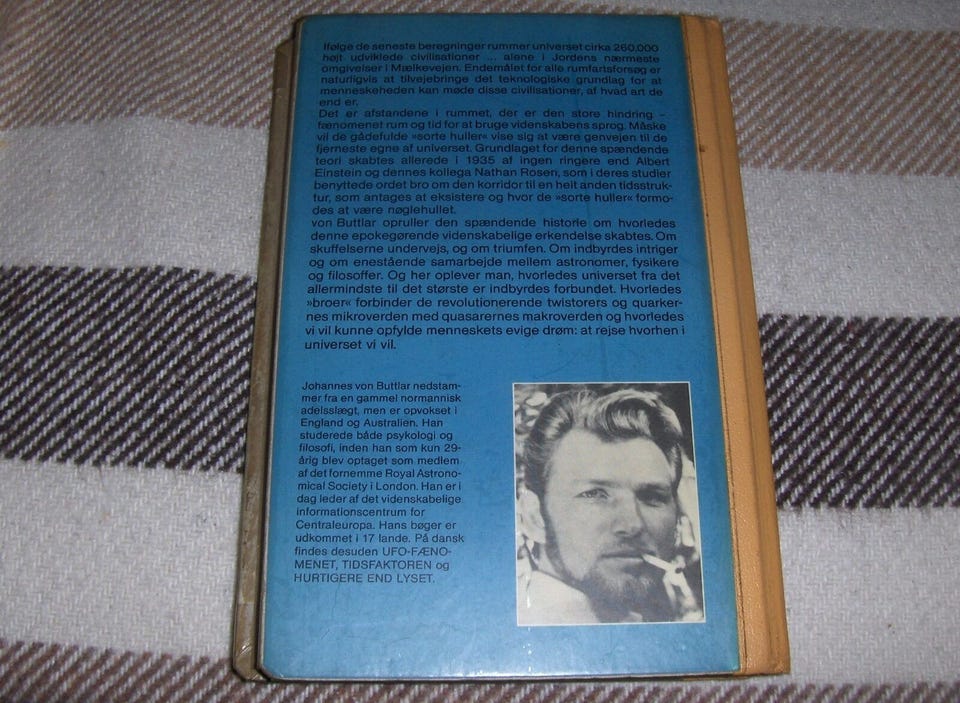 Ifølge de seneste beregninger rummer universet cirka 260.000
højt udviklede civilisationer ... alene i Jordens nærmeste
omgivelser i Mælkevejen. Endemålet for alle rumfartsforsøg er
naturligvis at tilvejebringe det teknologiske grundlag for at
menneskeheden kan møde disse civilisationer, af hvad art de
end er.
Det er afstandene i rummet, der er den store hindring –
fænomenet rum og tid for at bruge videnskabens sprog. Måske
vil de gådefulde »sorte huller« vise sig at være genvejen til de
fjerneste egne af universet. Grundlaget for denne spændende
teori skabtes allerede i 1935 af ingen ringere end Albert
Einstein og dennes kollega Nathan Rosen, som i deres studier
benyttede ordet bro om den korridor til en helt anden tidsstruk-
tur, som antages at eksistere og hvor de »sorte huller« formo-
des at være nøglehullet.
von Buttlar opruller den spændende historie om hvorledes
denne epokegørende videnskabelige erkendelse skabtes. Om
skuffelserne undervejs, og om triumfen. Om indbyrdes intriger
og om enestående samarbejde mellem astronomer, fysikere
og filosoffer. Og her oplever man, hvorledes universet fra det
allermindste til det største er indbyrdes forbundet. Hvorledes
»broer« forbinder de revolutionerende twistorers og quarker-
nes mikroverden med quasarernes makroverden og hvorledes
vi vil kunne opfylde menneskets evige drøm: at rejse hvorhen i
universet vi vil.
Johannes von Buttlar nedstam-
mer fra en gammel normannisk
adelsslægt, men er opvokset i
England og Australien. Han
studerede både psykologi og
filosofi, inden han som kun 29-
årig blev optaget som medlem
af det fornemme Royal Astrono-
mical Society i London. Han er i
dag leder af det videnskabelige
informationscentrum for
Centraleuropa. Hans bøger er
udkommet i 17 lande. På dansk
findes desuden UFO-FÆNO-
MENET, TIDSFAKTOREN og
HURTIGERE END LYSET.